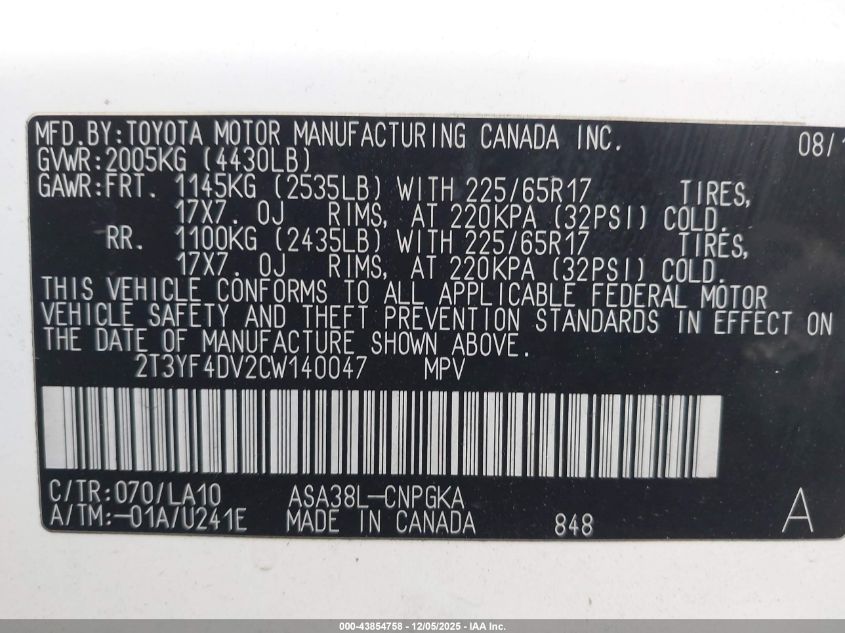 MFD.BY:TOYOTA MOTOR MANUFACTURING CANADA INC. 08/1
GVWR:2005KG (4430LB)
GAWR:FRT. 1145KG (2535LB) WITH 225/65R17 TIRES,
17X7. 0J RIMS, AT 220KPA (32PSI) COLD.
RR. 1100KG (2435LB) WITH 225/65R17 TIRES,
17X7. 0J RIMS, AT 220KPA (32PSI) COLD.
THIS VEHICLE CONFORMS TO ALL APPLICABLE FEDERAL MOTOR
VEHICLE SAFETY AND THEFT PREVENTION STANDARDS IN EFFECT ON
THE DATE OF MANUFACTURE SHOWN ABOVE.
2T3YF4DV2CW140047 MPV
C/TR:070/LA10 ASA38L-CNPGKA
A/TM:-01A/U241E MADE IN CANADA 848 A
000-43854758 - 12/05/2025 - IAA Inc.